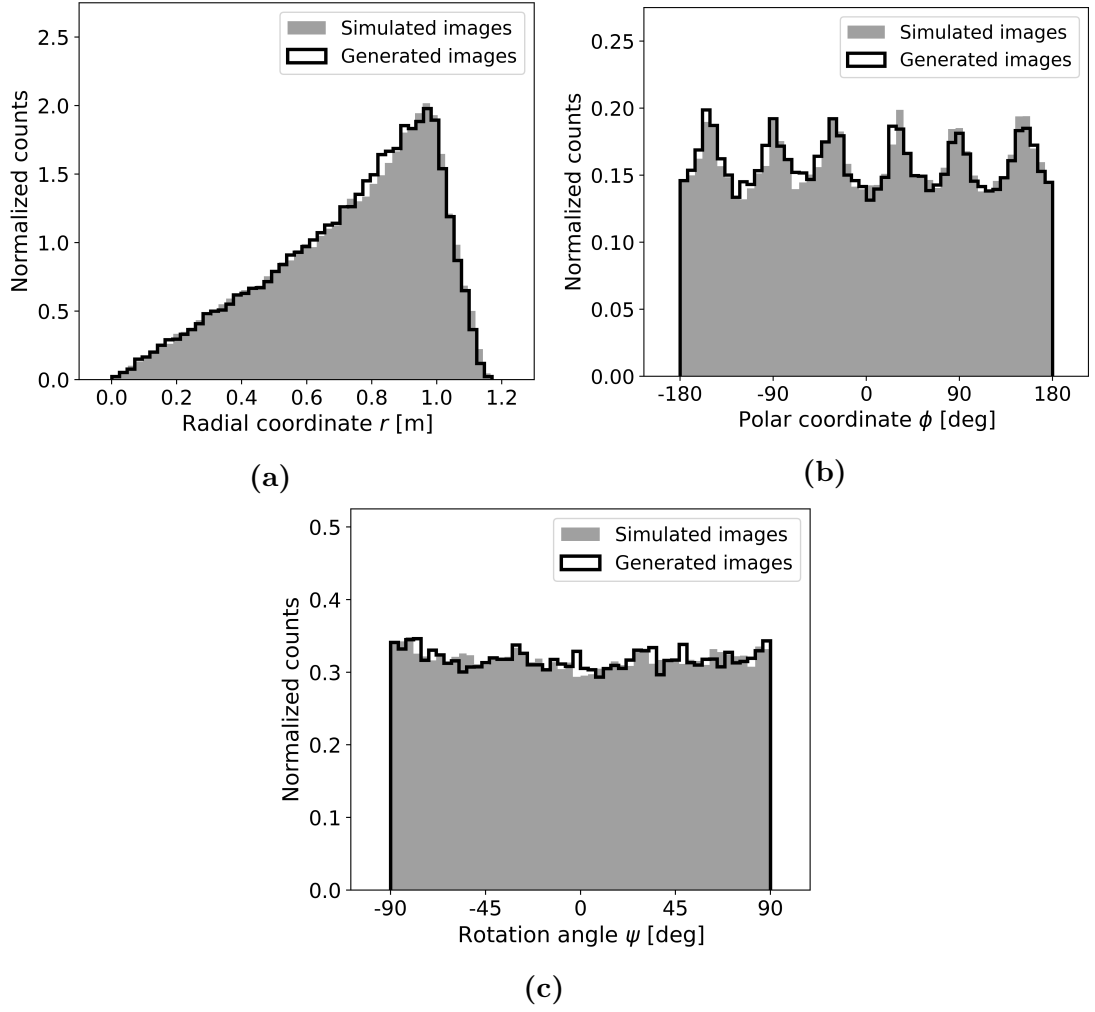 Simulated images
Generated images
Normalized counts
2.5
2.0
1.5
1.0
0.5
0.0
0.0 0.2 0.4 0.6 0.8 1.0 1.2
Radial coordinate r [m]
(a)
Simulated images
Generated images
Normalized counts
0.25
0.20
0.15
0.10
0.05
0.00
-180 -90 0 90 180
Polar coordinate ϕ [deg]
(b)
Simulated images
Generated images
Normalized counts
0.5
0.4
0.3
0.2
0.1
0.0
-90 -45 0 45 90
Rotation angle ψ [deg]
(c)